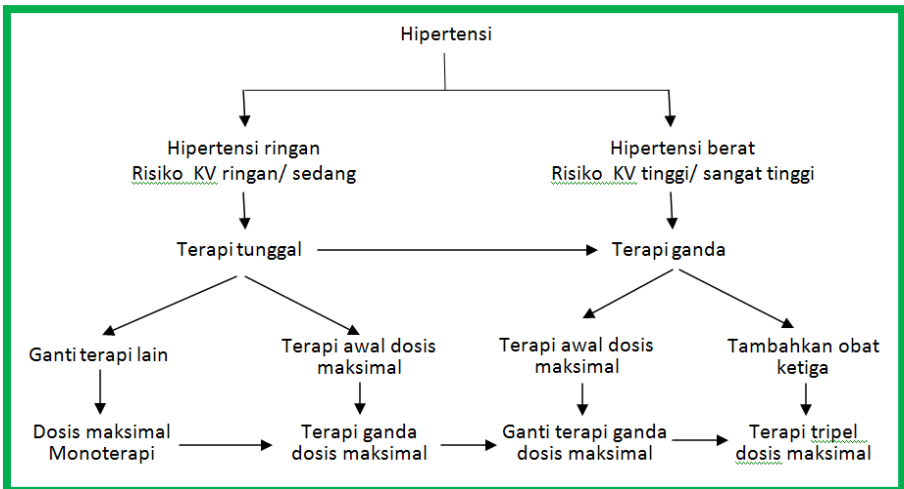 Hipertensi
Hipertensi ringan
Risiko KV ringan/ sedang
Hipertensi berat
Risiko KV tinggi/ sangat tinggi
Terapi tunggal
Terapi ganda
Ganti terapi lain
Terapi awal dosis
maksimal
Terapi awal dosis
maksimal
Tambahkan obat
ketiga
Dosis maksimal
Monoterapi
Terapi ganda
dosis maksimal
Ganti terapi ganda
dosis maksimal
Terapi tripel
dosis maksimal